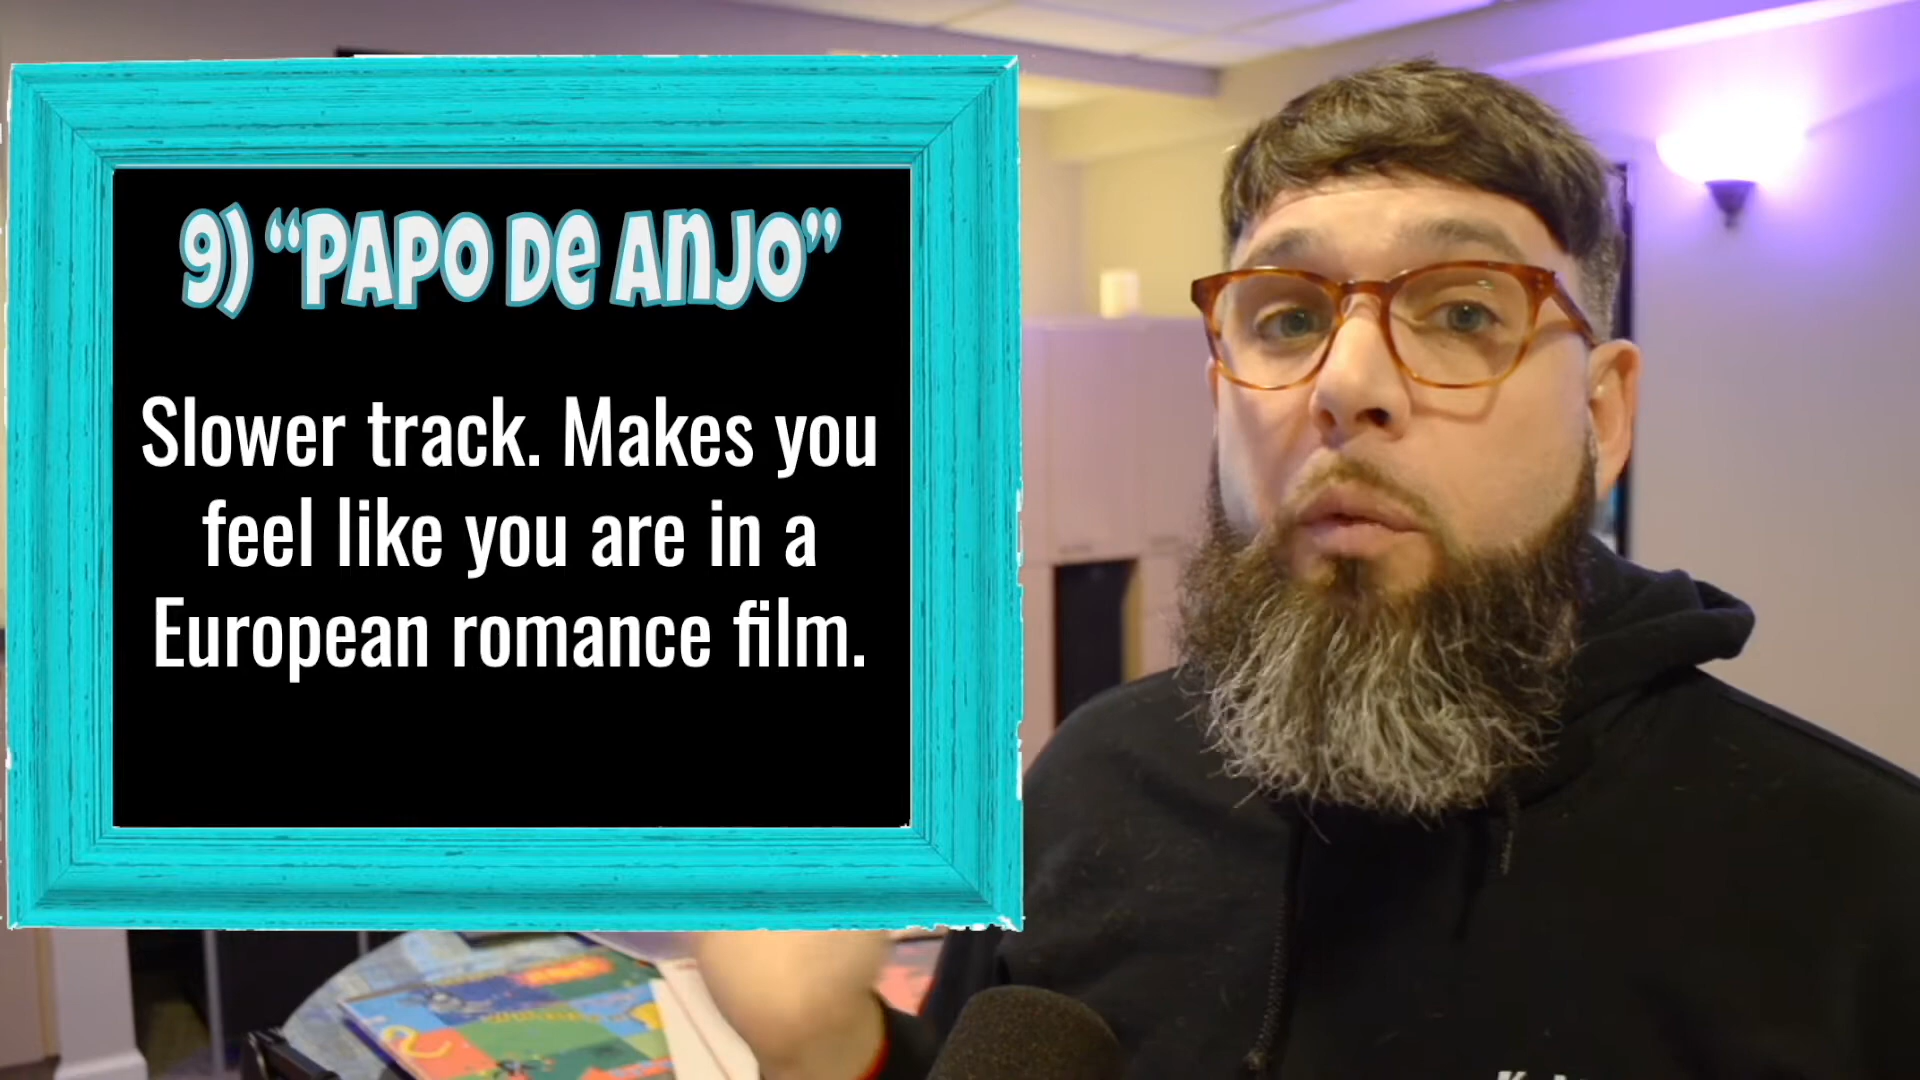 9) “PAPO DE ANJO”
Slower track. Makes you
feel like you are in a
European romance film.